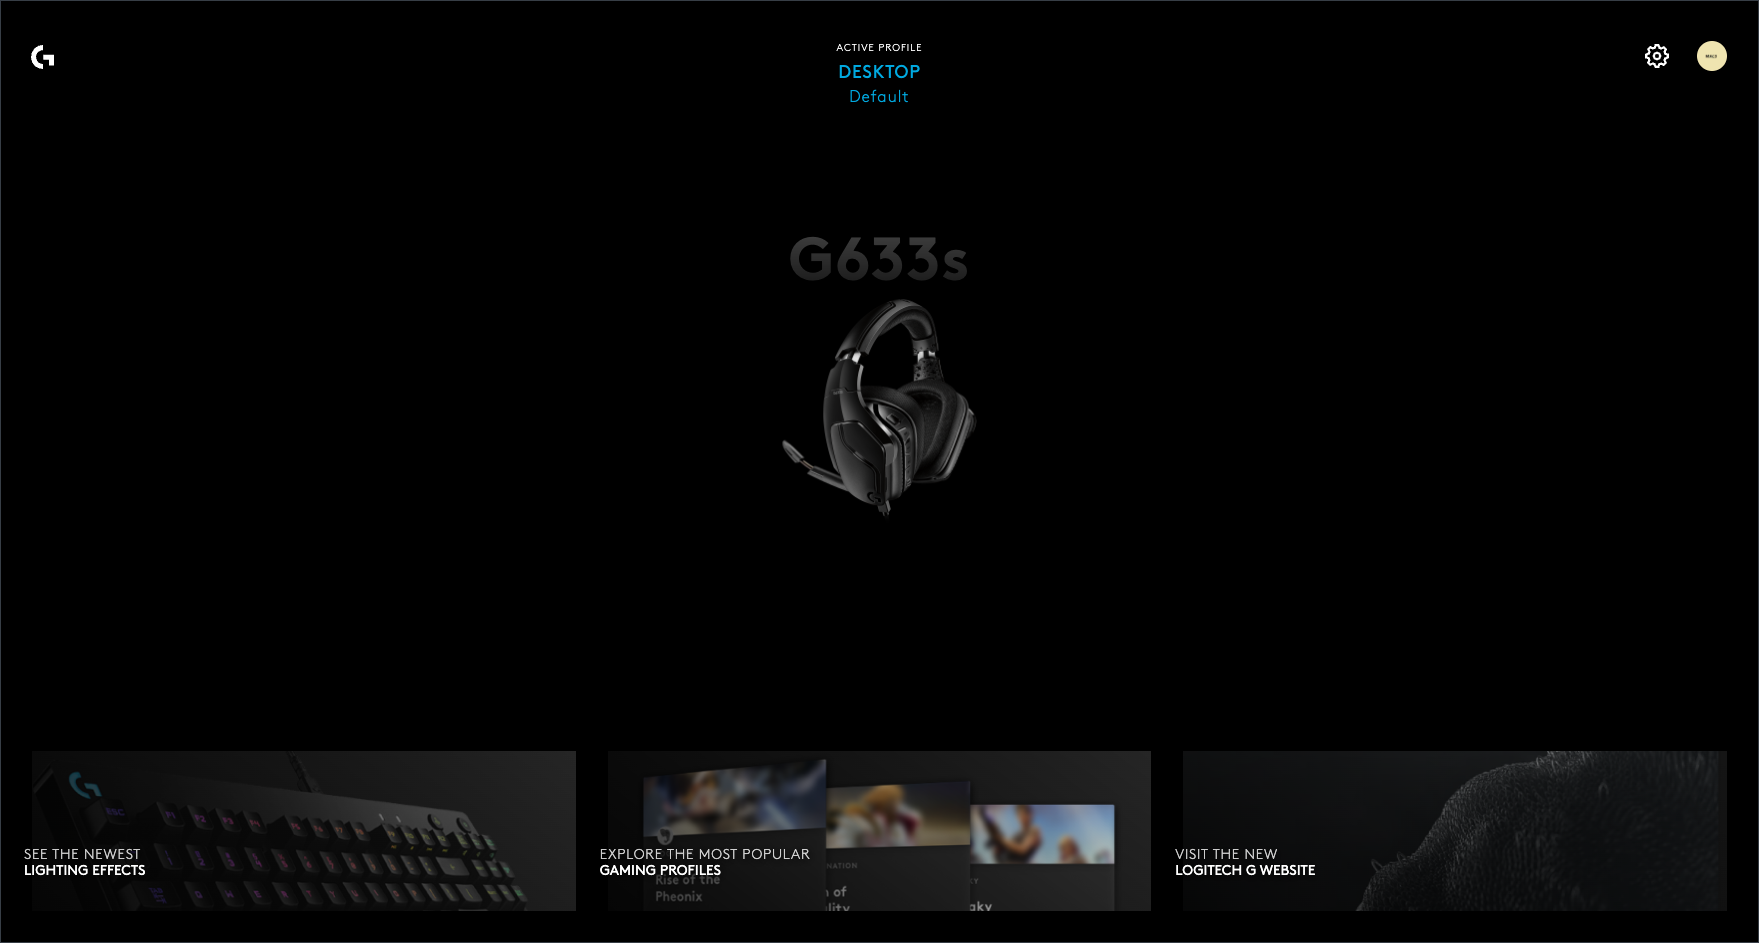 ACTIVE PROFILE
DESKTOP
Default
G633s
SEE THE NEWEST
LIGHTING EFFECTS
EXPLORE THE MOST POPULAR
GAMING PROFILES
Rise of the
Pheonix
VISIT THE NEW
LOGITECH G WEBSITE